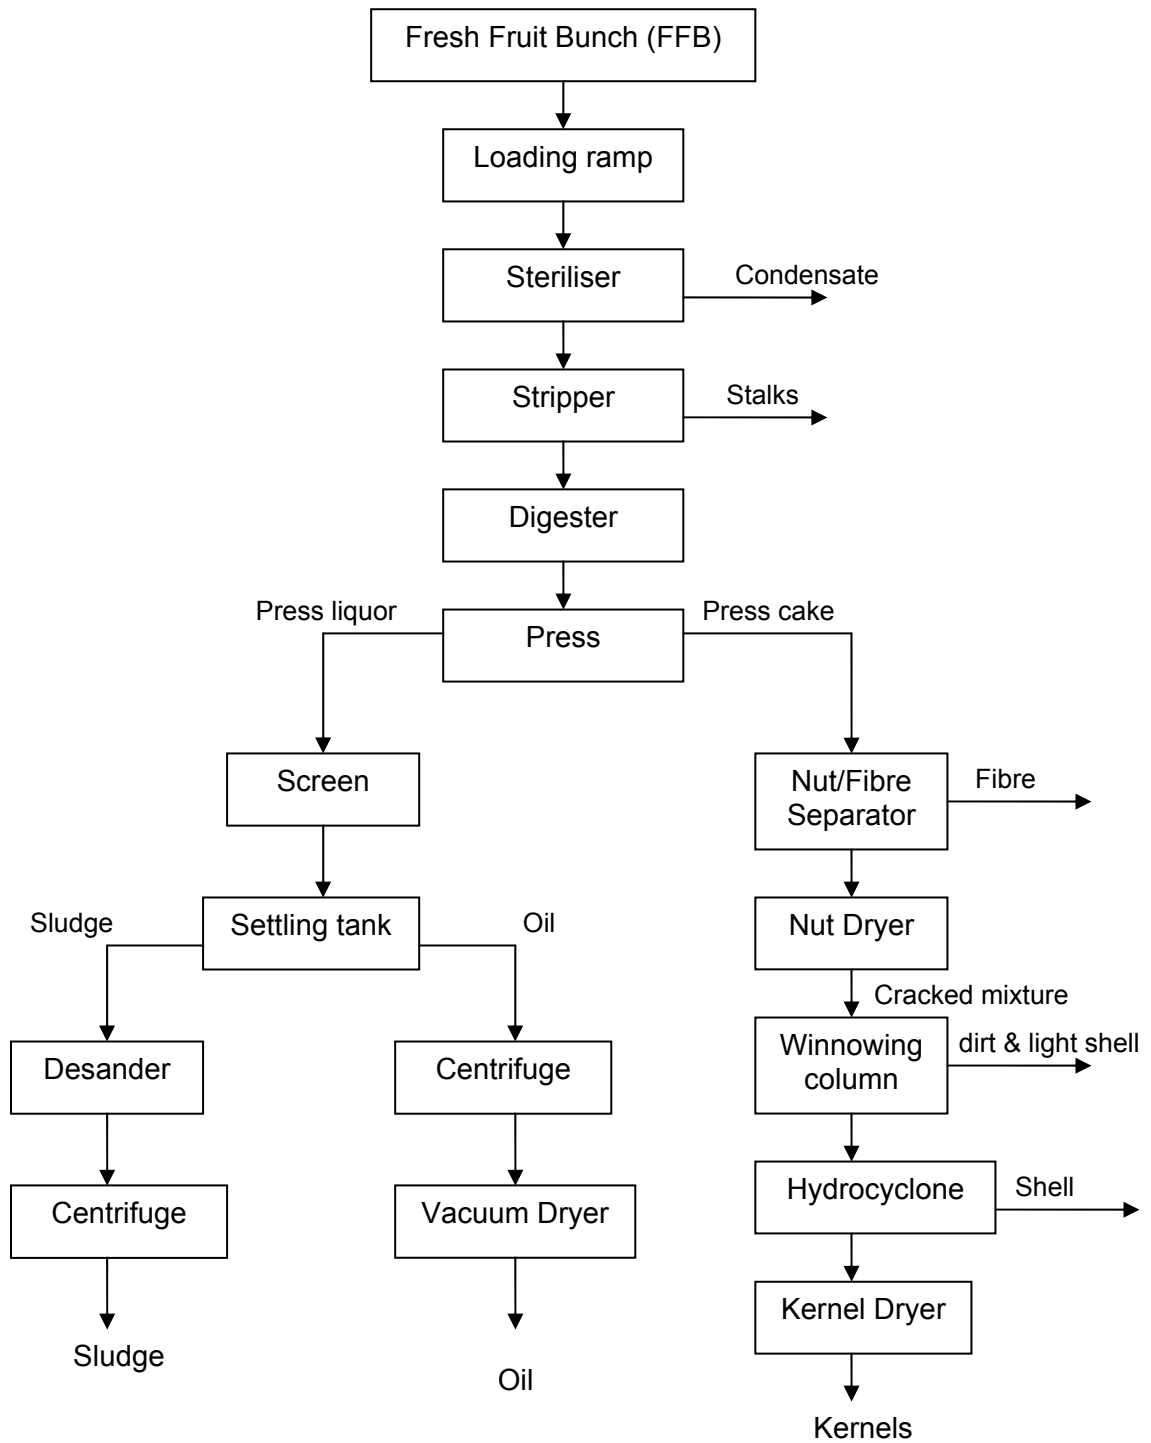 Fresh Fruit Bunch (FFB)
Loading ramp
Steriliser
Condensate
Stripper
Stalks
Digester
Press liquor
Press
Press cake
Screen
Nut/Fibre
Separator
Fibre
Sludge
Settling tank
Oil
Nut Dryer
Cracked mixture
Desander
Centrifuge
Winnowing
column
dirt & light shell
Centrifuge
Vacuum Dryer
Hydrocyclone
Shell
Kernel Dryer
Sludge
Oil
Kernels